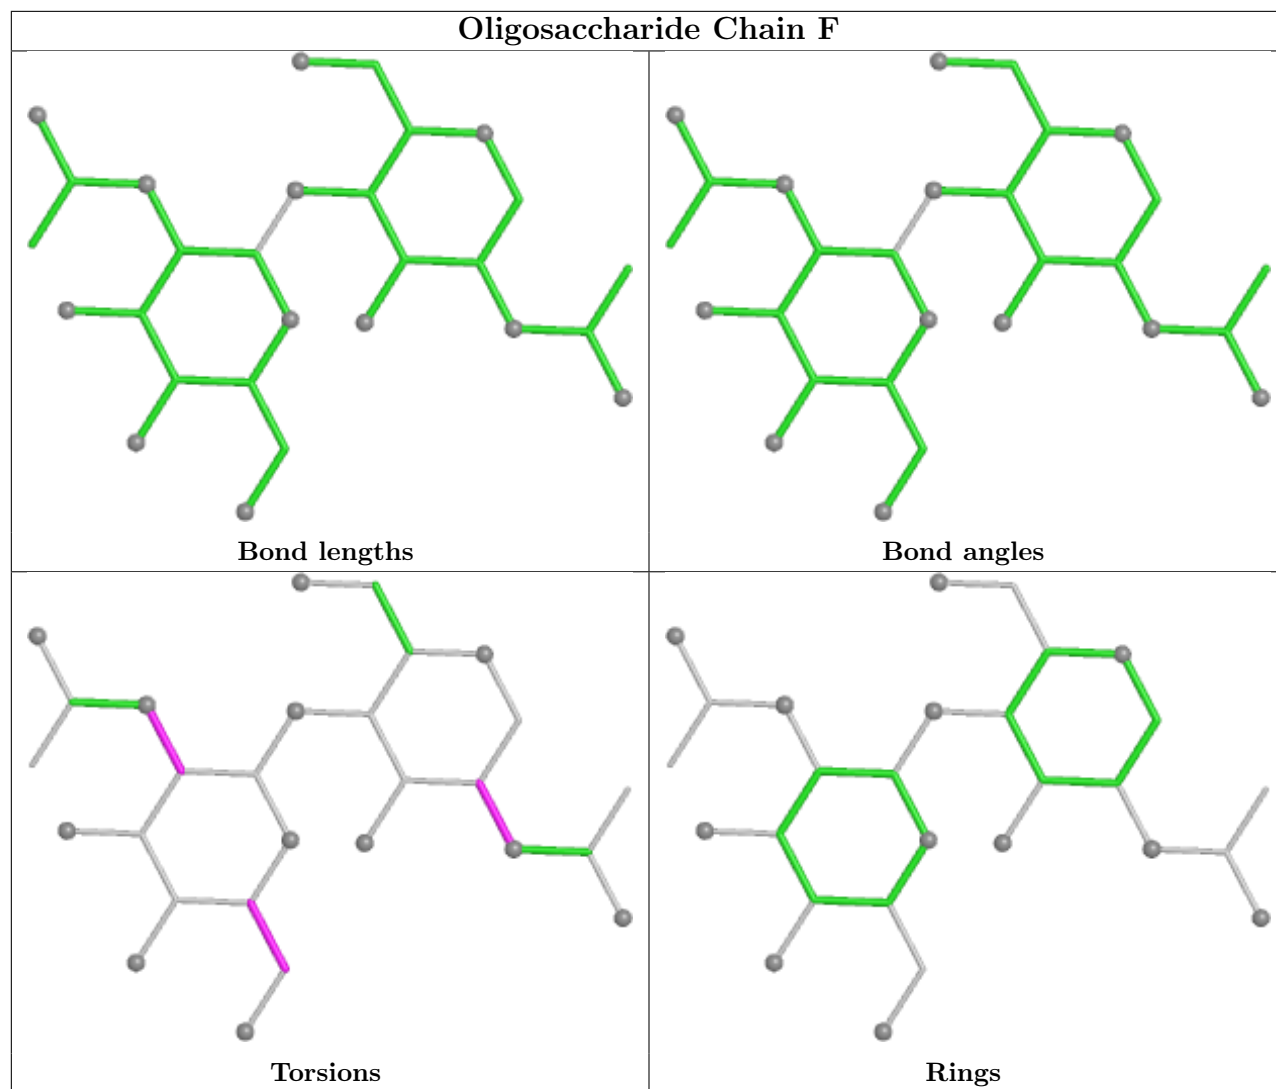 Oligosaccharide Chain F
Bond lengths
Bond angles
Torsions
Rings